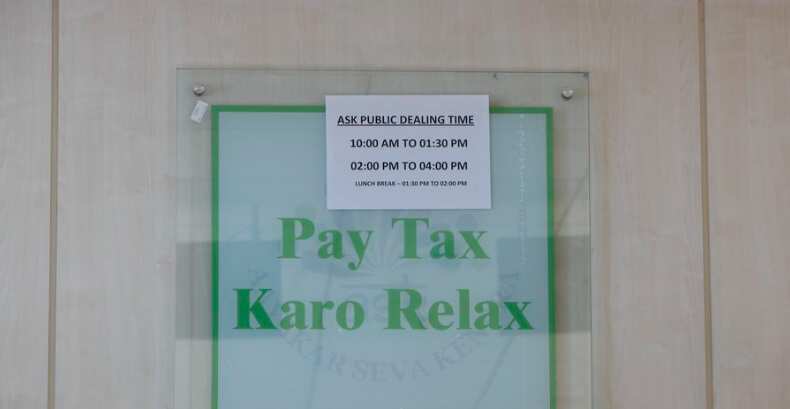 ASK PUBLIC DEALING TIME
10:00 AM TO 01:30 PM
02:00 PM TO 04:00 PM
LUNCH BREAK – 01:30 PM TO 02:00 PM
Pay Tax
Karo Relax
SEVA